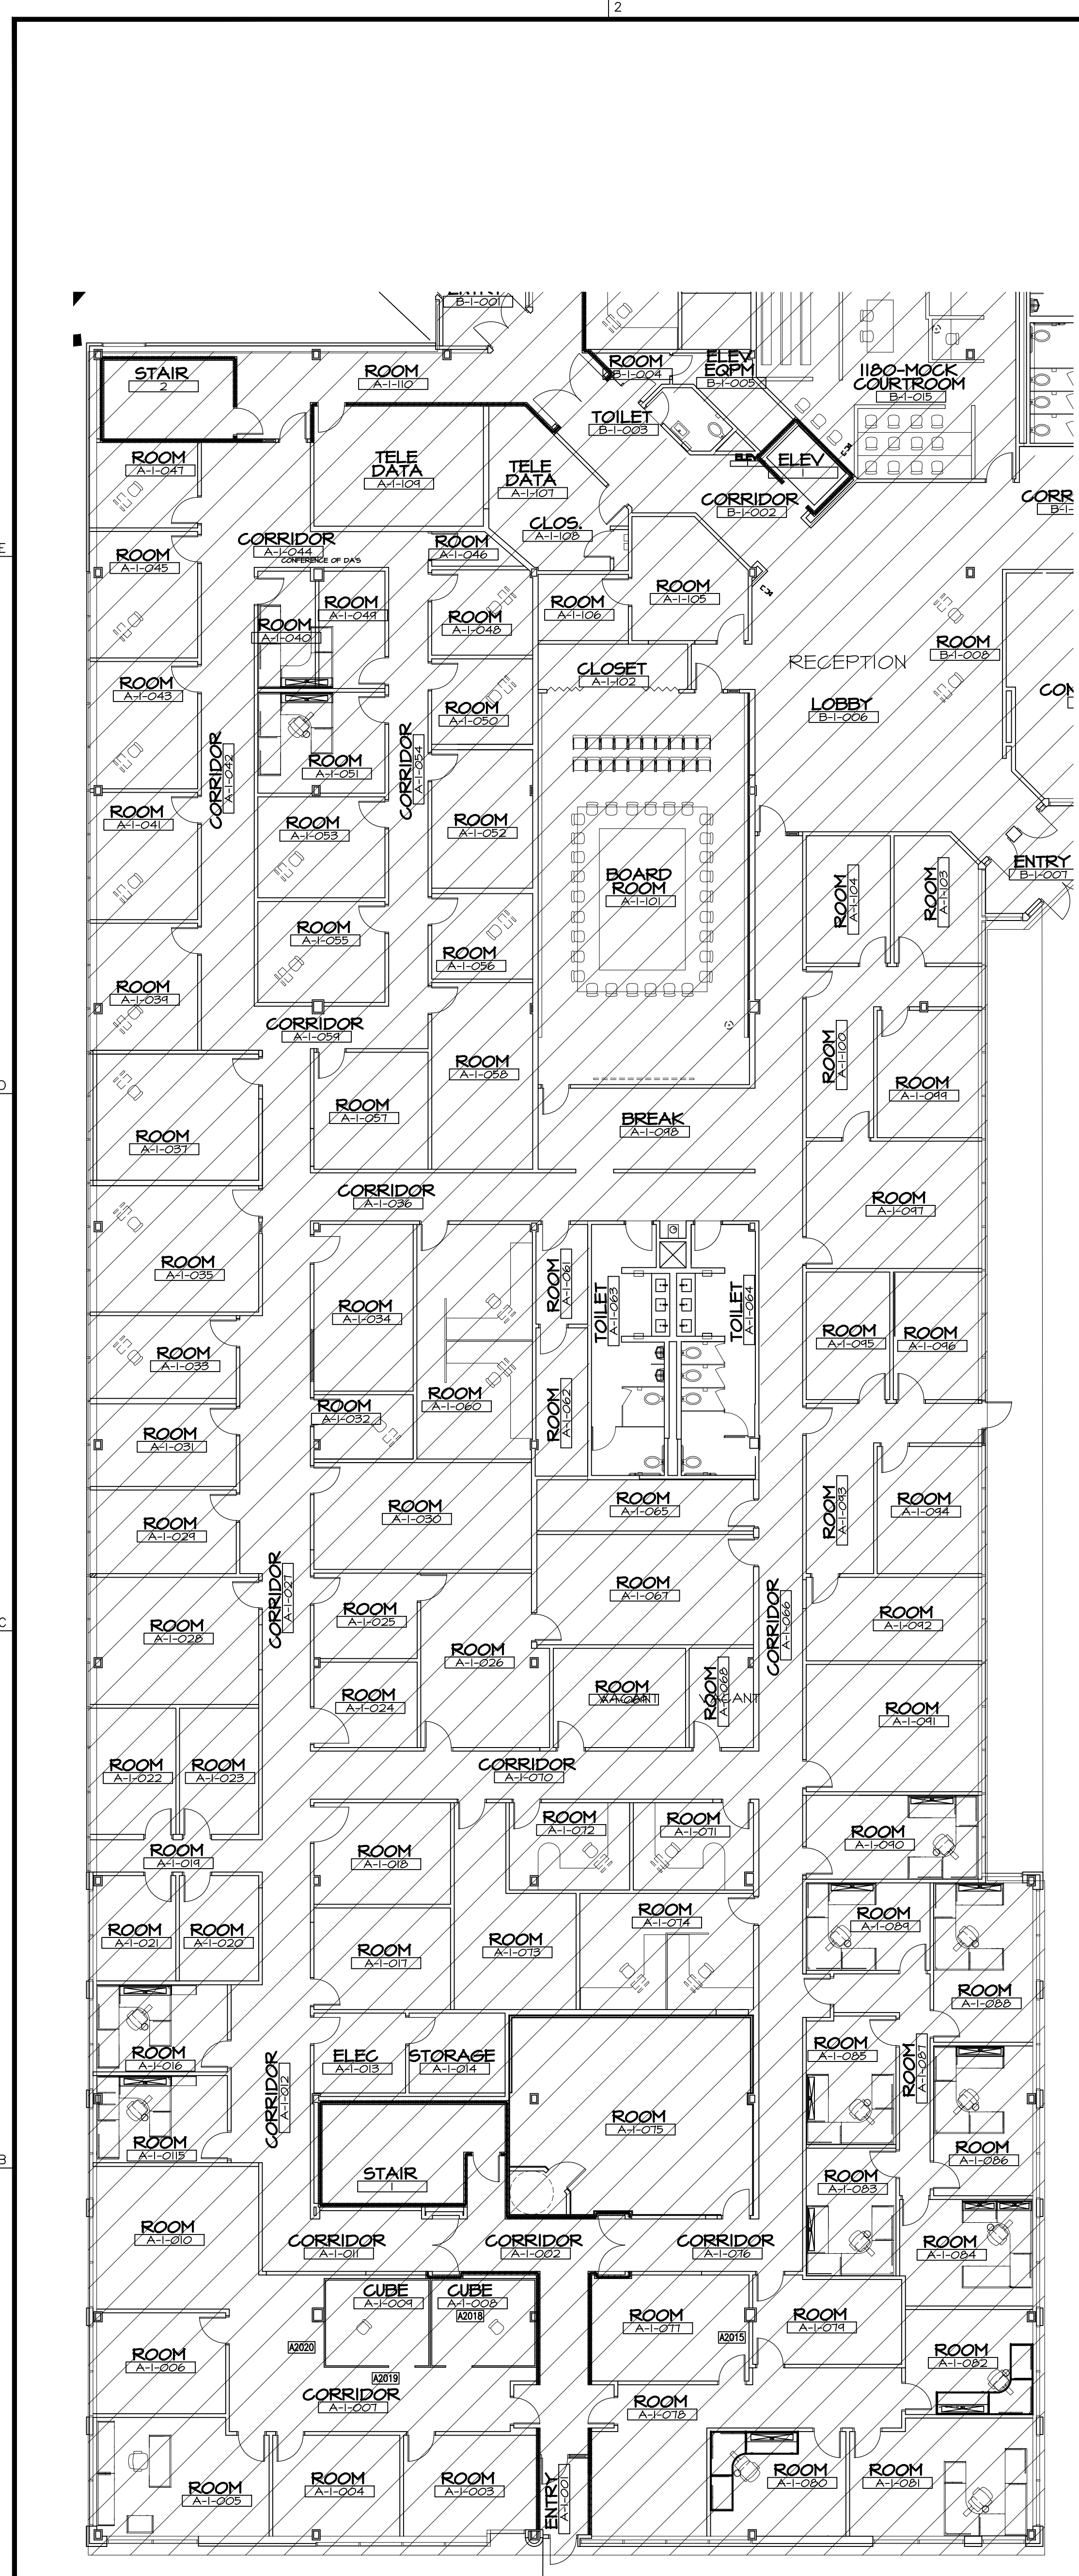 2
ENTRY
B-1-001
ROOM
B-1-004
ELEV
EQPM
B-1-005
1180-MOCK
COURTROOM
B-1-015
STAIR
2
ROOM
A-1-110
TOILET
B-1-003
ROOM
A-1-047
TELE
DATA
A-1-109
TELE
DATA
A-1-107
ELEV
ELEV
1
CORRIDOR
B-1-002
CORR
B-1-
CLOS.
A-1-108
E
CORRIDOR
A-1-044
CONFERENCE OF DA'S
ROOM
A-1-046
ROOM
A-1-045
ROOM
A-1-105
ROOM
A-1-049
ROOM
A-1-040
ROOM
A-1-048
ROOM
A-1-106
ROOM
B-1-008
RECEPTION
CLOSET
A-1-102
ROOM
A-1-043
CON
LOBBY
B-1-006
ROOM
A-1-050
CORRIDOR
A-1-042
ROOM
A-1-051
CORRIDOR
A-1-054
ROOM
A-1-041
ROOM
A-1-053
ROOM
A-1-052
ENTRY
B-1-007
BOARD
ROOM
A-1-101
ROOM
A-1-104
ROOM
A-1-103
ROOM
A-1-055
ROOM
A-1-056
ROOM
A-1-039
CORRIDOR
A-1-059
ROOM
A-1-058
ROOM
A-1-100
ROOM
A-1-099
D
ROOM
A-1-057
BREAK
A-1-098
ROOM
A-1-037
CORRIDOR
A-1-036
ROOM
A-1-097
ROOM
A-1-035
ROOM
A-1-061
TOILET
A-1-063
TOILET
A-1-064
ROOM
A-1-034
ROOM
A-1-095
ROOM
A-1-096
ROOM
A-1-033
ROOM
A-1-060
ROOM
A-1-032
ROOM
A-1-062
ROOM
A-1-031
ROOM
A-1-030
ROOM
A-1-065
ROOM
A-1-093
ROOM
A-1-094
ROOM
A-1-029
ROOM
A-1-067
CORRIDOR
A-1-027
CORRIDOR
A-1-066
C
ROOM
A-1-028
ROOM
A-1-025
ROOM
A-1-026
ROOM
A-1-092
ROOM
A-1-024
ROOM
VACANT
ROOM
A-1-068
VACANT
ROOM
A-1-091
ROOM
A-1-022
ROOM
A-1-023
CORRIDOR
A-1-070
ROOM
A-1-072
ROOM
A-1-071
ROOM
A-1-090
ROOM
A-1-019
ROOM
A-1-018
ROOM
A-1-074
ROOM
A-1-089
ROOM
A-1-021
ROOM
A-1-020
ROOM
A-1-017
ROOM
A-1-073
ROOM
A-1-088
ROOM
A-1-016
ELEC
A-1-013
STORAGE
A-1-014
ROOM
A-1-085
ROOM
A-1-087
CORRIDOR
A-1-012
ROOM
A-1-075
ROOM
A-1-0115
ROOM
A-1-086
B
STAIR
1
ROOM
A-1-083
ROOM
A-1-010
CORRIDOR
A-1-011
CORRIDOR
A-1-002
CORRIDOR
A-1-076
ROOM
A-1-084
CUBE
A-1-009
CUBE
A-1-008
A2018
ROOM
A-1-077
ROOM
A-1-079
A2015
A2020
ROOM
A-1-006
A2019
ROOM
A-1-082
CORRIDOR
A-1-007
ROOM
A-1-078
ROOM
A-1-005
ROOM
A-1-004
ROOM
A-1-003
ENTRY
A-1-001
ROOM
A-1-080
ROOM
A-1-081